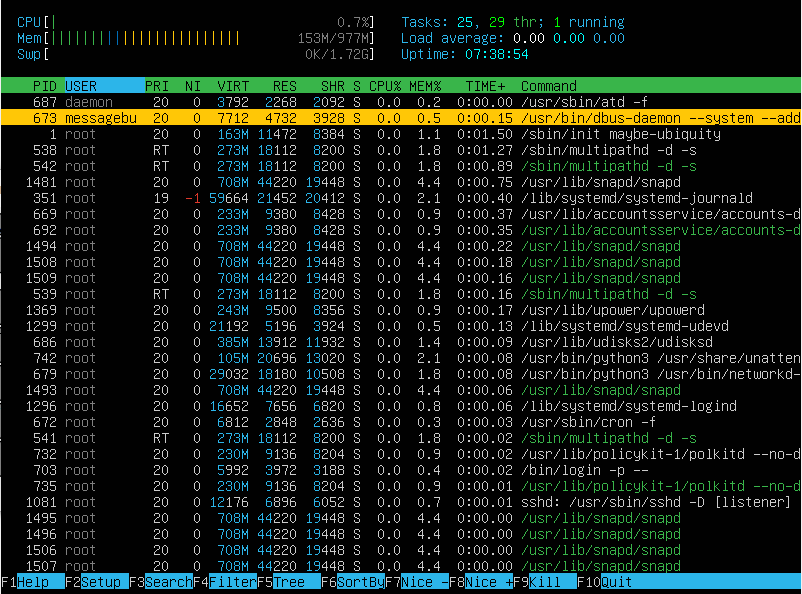 CPU[| 0.7%] Tasks: 25, 29 thr; 1 running
Mem[|||||||||||||||||||||||| 153M/977M] Load average: 0.00 0.00 0.00
Swp[ 0K/1.72G] Uptime: 07:38:54
PID USER PRI NI VIRT RES SHR S CPU% MEM% TIME+ Command
687 daemon 20 0 3792 2268 2092 S 0.0 0.2 0:00.00 /usr/sbin/atd -f
673 messagebu 20 0 7712 4732 3928 S 0.0 0.5 0:00.15 /usr/bin/dbus-daemon --system --add
1 root 20 0 163M 11472 8384 S 0.0 1.1 0:01.50 /sbin/init maybe-ubiquity
538 root RT 0 273M 18112 8200 S 0.0 1.8 0:01.27 /sbin/multipathd -d -s
542 root RT 0 273M 18112 8200 S 0.0 1.8 0:00.89 /sbin/multipathd -d -s
1481 root 20 0 708M 44220 19448 S 0.0 4.4 0:00.75 /usr/lib/snapd/snapd
351 root 19 -1 59664 21452 20412 S 0.0 2.1 0:00.40 /lib/systemd/systemd-journald
669 root 20 0 233M 9380 8428 S 0.0 0.9 0:00.37 /usr/lib/accountsservice/accounts-d
692 root 20 0 233M 9380 8428 S 0.0 0.9 0:00.35 /usr/lib/accountsservice/accounts-d
1494 root 20 0 708M 44220 19448 S 0.0 4.4 0:00.22 /usr/lib/snapd/snapd
1508 root 20 0 708M 44220 19448 S 0.0 4.4 0:00.18 /usr/lib/snapd/snapd
1509 root 20 0 708M 44220 19448 S 0.0 4.4 0:00.16 /usr/lib/snapd/snapd
539 root RT 0 273M 18112 8200 S 0.0 1.8 0:00.16 /sbin/multipathd -d -s
1369 root 20 0 243M 9500 8356 S 0.0 0.9 0:00.17 /usr/lib/upower/upowerd
1299 root 20 0 21192 5196 3924 S 0.0 0.5 0:00.13 /lib/systemd/systemd-udevd
686 root 20 0 385M 13912 11932 S 0.0 1.4 0:00.09 /usr/lib/udisks2/udisksd
742 root 20 0 105M 20696 13020 S 0.0 2.1 0:00.08 /usr/bin/python3 /usr/share/unatten
679 root 20 0 29032 18180 10508 S 0.0 1.8 0:00.08 /usr/bin/python3 /usr/bin/networkd-
1493 root 20 0 708M 44220 19448 S 0.0 4.4 0:00.06 /usr/lib/snapd/snapd
1296 root 20 0 16652 7656 6820 S 0.0 0.8 0:00.06 /lib/systemd/systemd-logind
672 root 20 0 6812 2848 2636 S 0.0 0.3 0:00.03 /usr/sbin/cron -f
541 root RT 0 273M 18112 8200 S 0.0 1.8 0:00.02 /sbin/multipathd -d -s
732 root 20 0 230M 9136 8204 S 0.0 0.9 0:00.02 /usr/lib/policykit-1/polkitd --no-d
703 root 20 0 5992 3972 3188 S 0.0 0.4 0:00.02 /bin/login -p --
735 root 20 0 230M 9136 8204 S 0.0 0.9 0:00.01 /usr/lib/policykit-1/polkitd --no-d
1081 root 20 0 12176 6896 6052 S 0.0 0.7 0:00.01 sshd: /usr/sbin/sshd -D [listener]
1495 root 20 0 708M 44220 19448 S 0.0 4.4 0:00.00 /usr/lib/snapd/snapd
1496 root 20 0 708M 44220 19448 S 0.0 4.4 0:00.00 /usr/lib/snapd/snapd
1506 root 20 0 708M 44220 19448 S 0.0 4.4 0:00.00 /usr/lib/snapd/snapd
1507 root 20 0 708M 44220 19448 S 0.0 4.4 0:00.00 /usr/lib/snapd/snapd
F1Help F2Setup F3SearchF4FilterF5Tree F6SortByF7Nice -F8Nice +F9Kill F10Quit